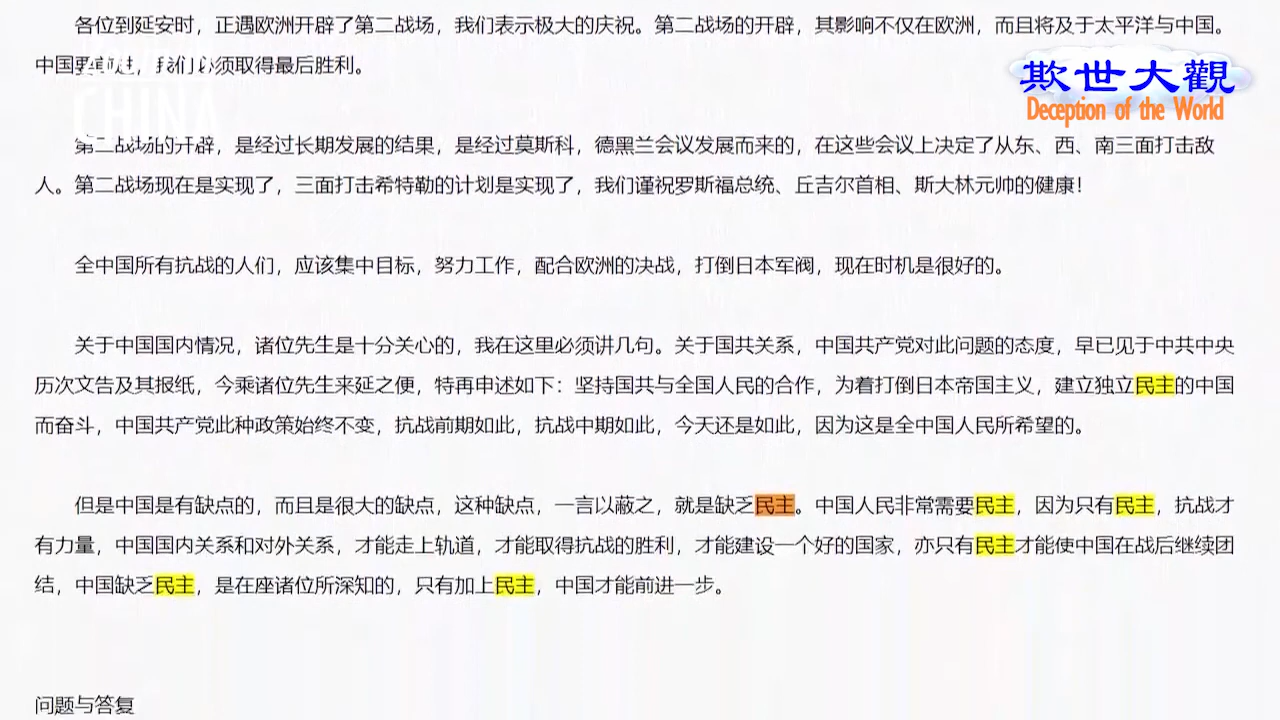 各位到延安时，正遇欧洲开辟了第二战场，我们表示极大的庆祝。第二战场的开辟，其影响不仅在欧洲，而且将及于太平洋与中国。
中国要前进，我们必须取得最后胜利。
欺世大觀
Deception of the World
CHINA
第二战场的开辟，是经过长期发展的结果，是经过莫斯科，德黑兰会议发展而来的，在这些会议上决定了从东、西、南三面打击敌
人。第二战场现在是实现了，三面打击希特勒的计划是实现了，我们谨祝罗斯福总统、丘吉尔首相、斯大林元帅的健康！
全中国所有抗战的人们，应该集中目标，努力工作，配合欧洲的决战，打倒日本军阀，现在时机是很好的。
关于中国国内情况，诸位先生是十分关心的，我在这里必须讲几句。关于国共关系，中国共产党对此问题的态度，早已见于中共中央
历次文告及其报纸，今乘诸位先生来延之便，特再申述如下：坚持国共与全国人民的合作，为着打倒日本帝国主义，建立独立民主的中国
而奋斗，中国共产党此种政策始终不变，抗战前期如此，抗战中期如此，今天还是如此，因为这是全中国人民所希望的。
但是中国是有缺点的，而且是很大的缺点，这种缺点，一言以蔽之，就是缺乏民主。中国人民非常需要民主，因为只有民主，抗战才
有力量，中国国内关系和对外关系，才能走上轨道，才能取得抗战的胜利，才能建设一个好的国家，亦只有民主才能使中国在战后继续团
结，中国缺乏民主，是在座诸位所深知的，只有加上民主，中国才能前进一步。
问题与答复